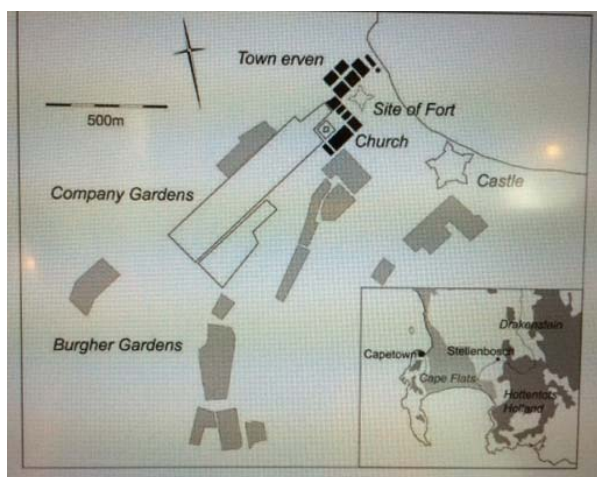 Town erven
Site of Fort
500m
Church
Company Gardens
Castle
Burgher Gardens
Drakenstein
Capetown
Stellenbosch
Cape Flats
Hottentots
Holland